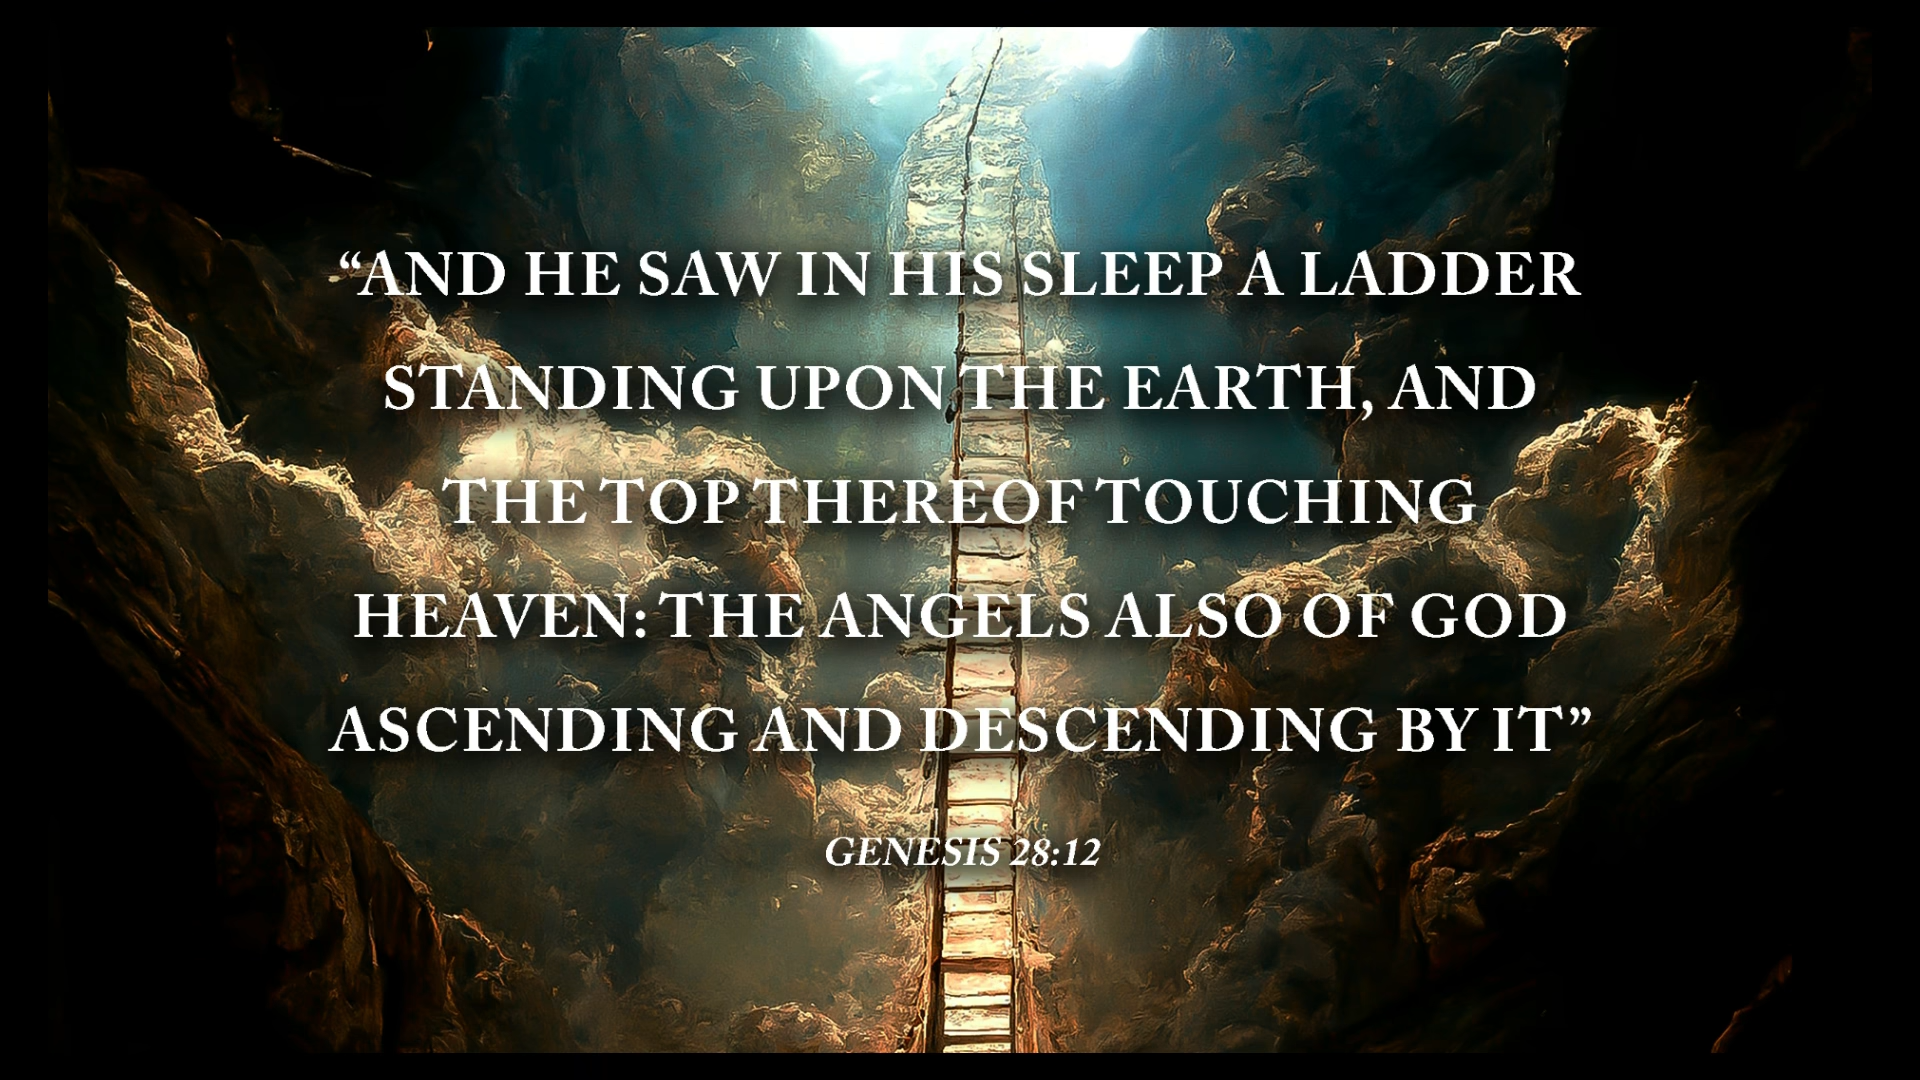 “AND HE SAW IN HIS SLEEP A LADDER
STANDING UPON THE EARTH, AND
THE TOP THEREOF TOUCHING
HEAVEN: THE ANGELS ALSO OF GOD
ASCENDING AND DESCENDING BY IT”
GENESIS 28:12